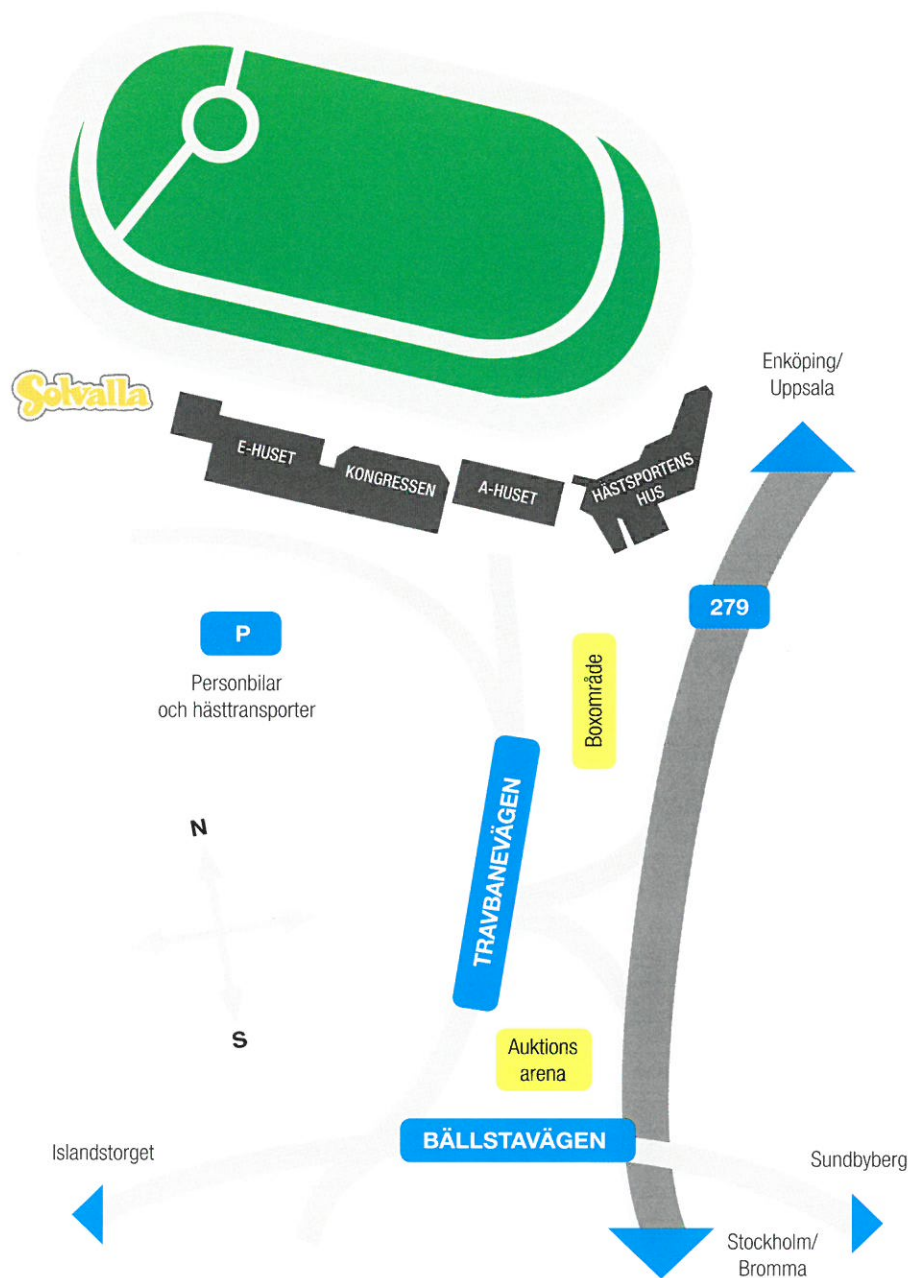 Enköping/
Uppsala
Solvalla
E-HUSET
KONGRESSEN
A-HUSET
HÄSTSPORTENS
HUS
279
P
Boxområde
Personbilar
och hästtransporter
TRAVBANEVÄGEN
N
S
Auktions
arena
BÄLLSTAVÄGEN
Islandstorget
Sundbyberg
Stockholm/
Bromma